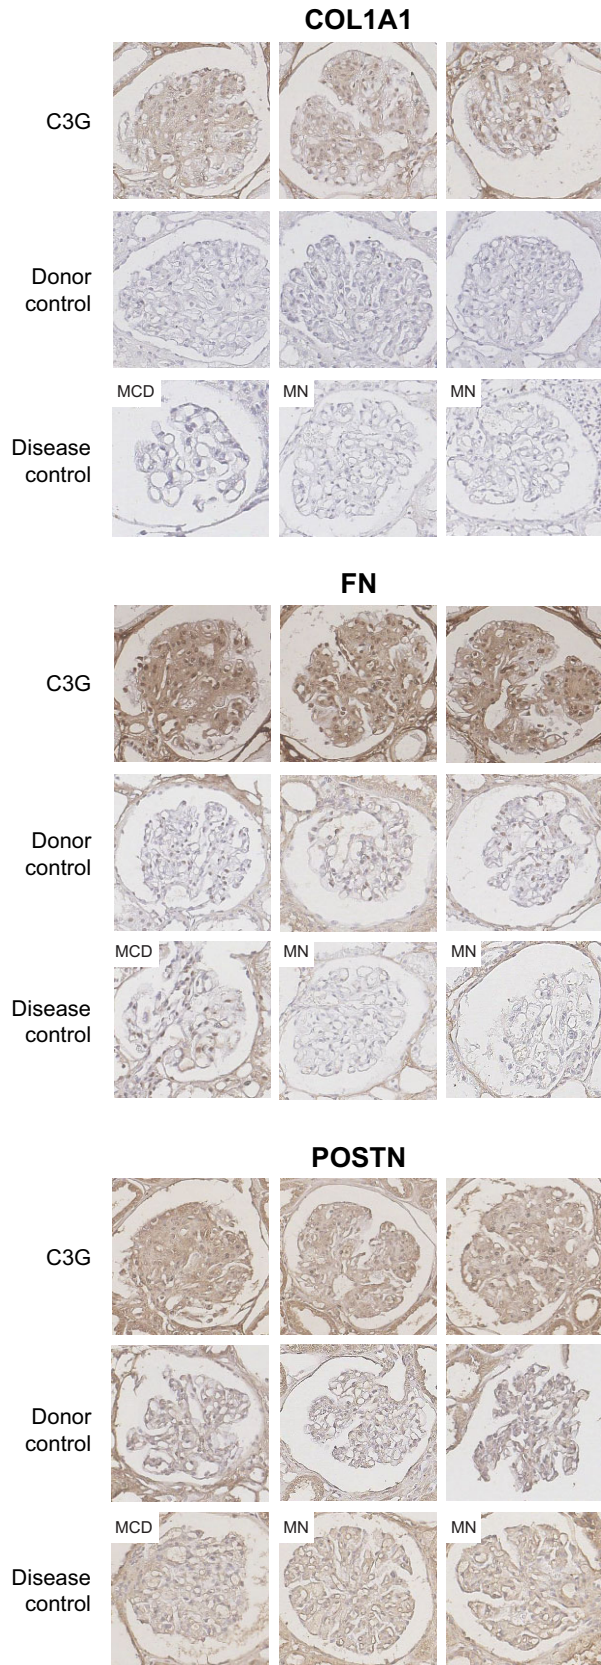 COL1A1
C3G
Donor
control
MCD
MN
MN
Disease
control
FN
C3G
Donor
control
MCD
MN
MN
Disease
control
POSTN
C3G
Donor
control
MCD
MN
MN
Disease
control